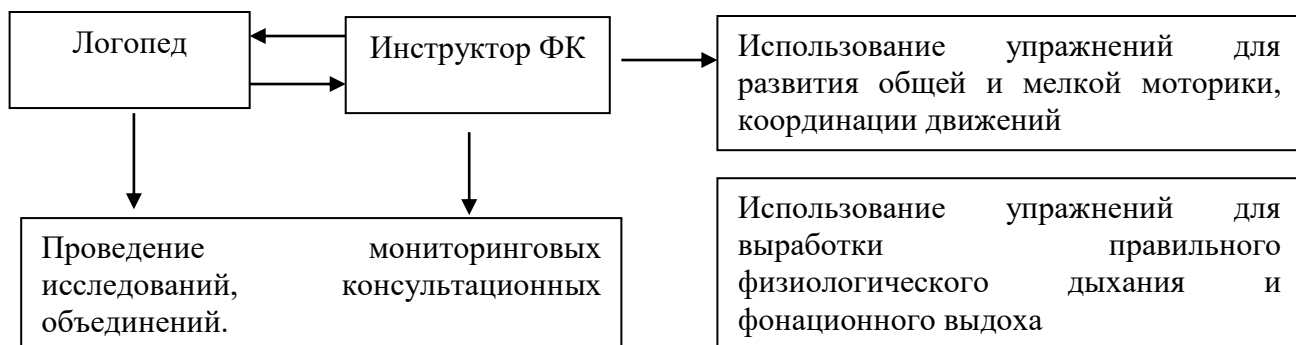 Логопед
Инструктор ФК
Использование упражнений для
развития общей и мелкой моторики,
координации движений
Проведение мониторинговых
исследований, консультационных
объединений.
Использование упражнений для
выработки правильного
физиологического дыхания и
фонационного выдоха